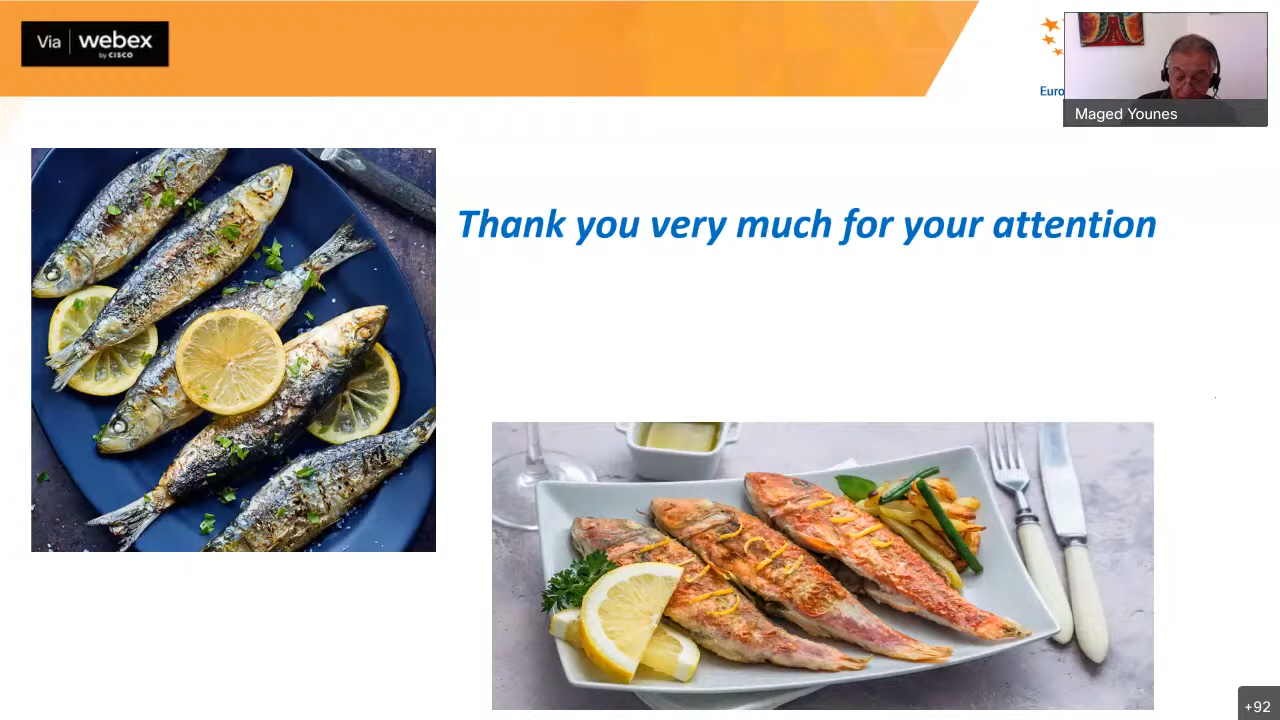 Via webex
by CISCO
Euro
Maged Younes
Thank you very much for your attention
+92